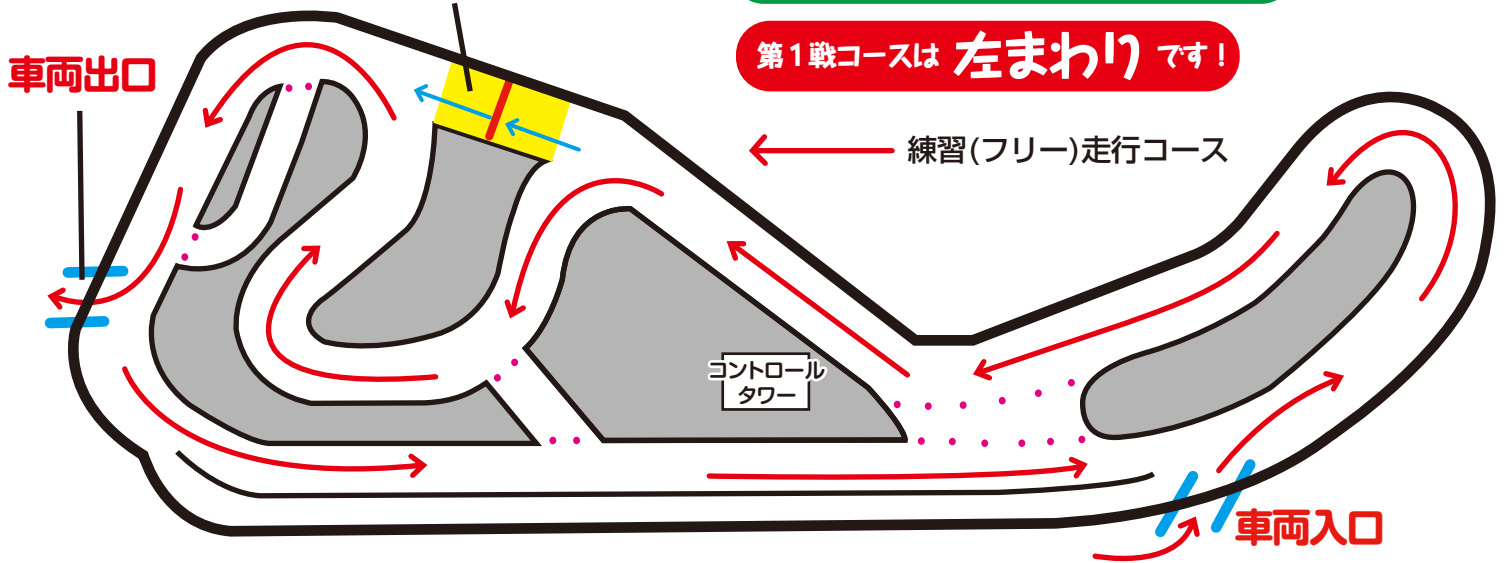 車両出口
第1戦コースは 左まわり です!
練習(フリー)走行コース
コントロール
タワー
車両入口